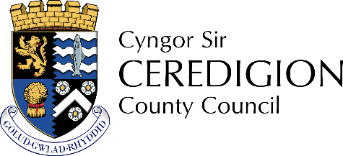 Cyngor Sir
CEREDIGION
County Council
GOLUD·GWLAD·RHYDDID